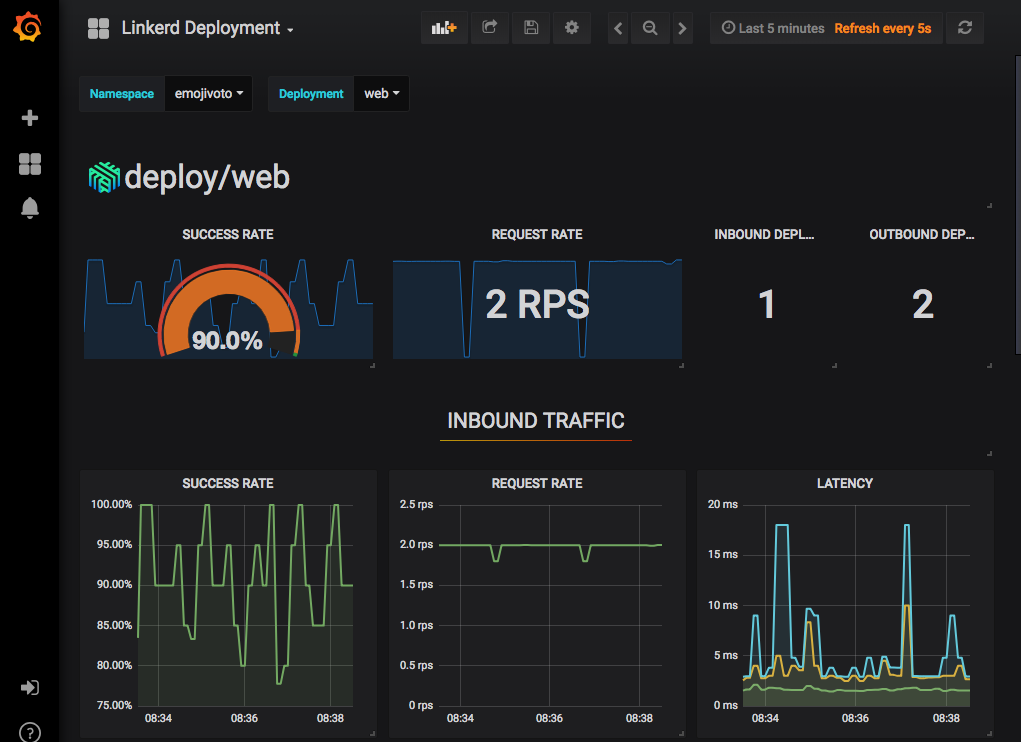 Linkerd Deployment
Last 5 minutes Refresh every 5s
Namespace emojivoto Deployment web
deploy/web
SUCCESS RATE REQUEST RATE INBOUND DEPL... OUTBOUND DEP...
90.0% 2 RPS 1 2
INBOUND TRAFFIC
SUCCESS RATE
100.00%
95.00%
90.00%
85.00%
80.00%
75.00%
08:34 08:36 08:38
REQUEST RATE
2.5 rps
2.0 rps
1.5 rps
1.0 rps
0.5 rps
0 rps
08:34 08:36 08:38
LATENCY
20 ms
15 ms
10 ms
5 ms
0 ms
08:34 08:36 08:38
?